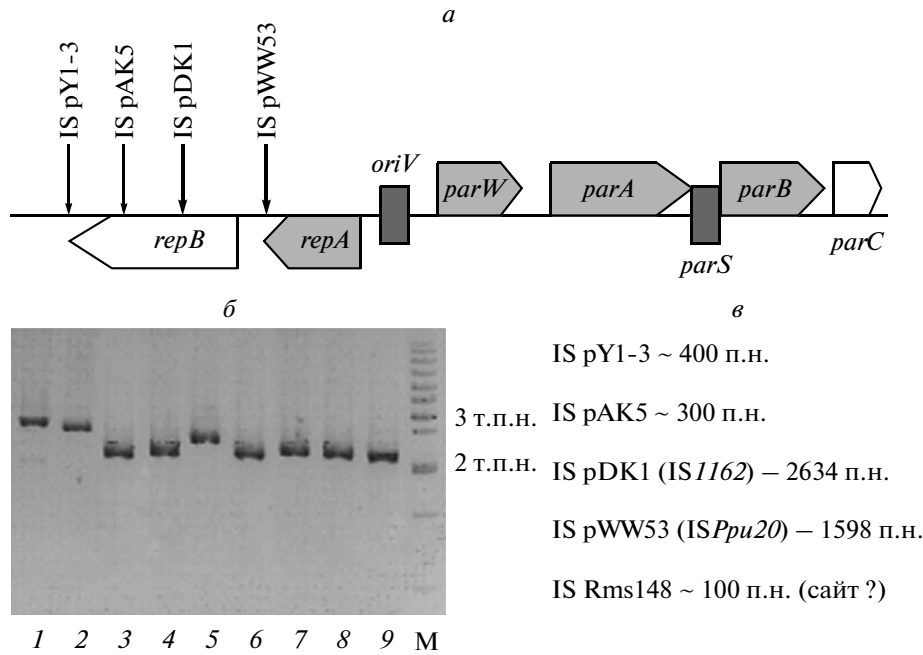 а
IS pY1-3
IS pAK5
IS pDK1
IS pWW53
oriV
parW
parA
parB
repB
repA
parS
parC
б
в
3 т.п.н.
2 т.п.н.
1 2 3 4 5 6 7 8 9 М
IS pY1-3 ~ 400 п.н.
IS pAK5 ~ 300 п.н.
IS pDK1 (IS1162) – 2634 п.н.
IS pWW53 (ISPpu20) – 1598 п.н.
IS Rms148 ~ 100 п.н. (сайт ?)